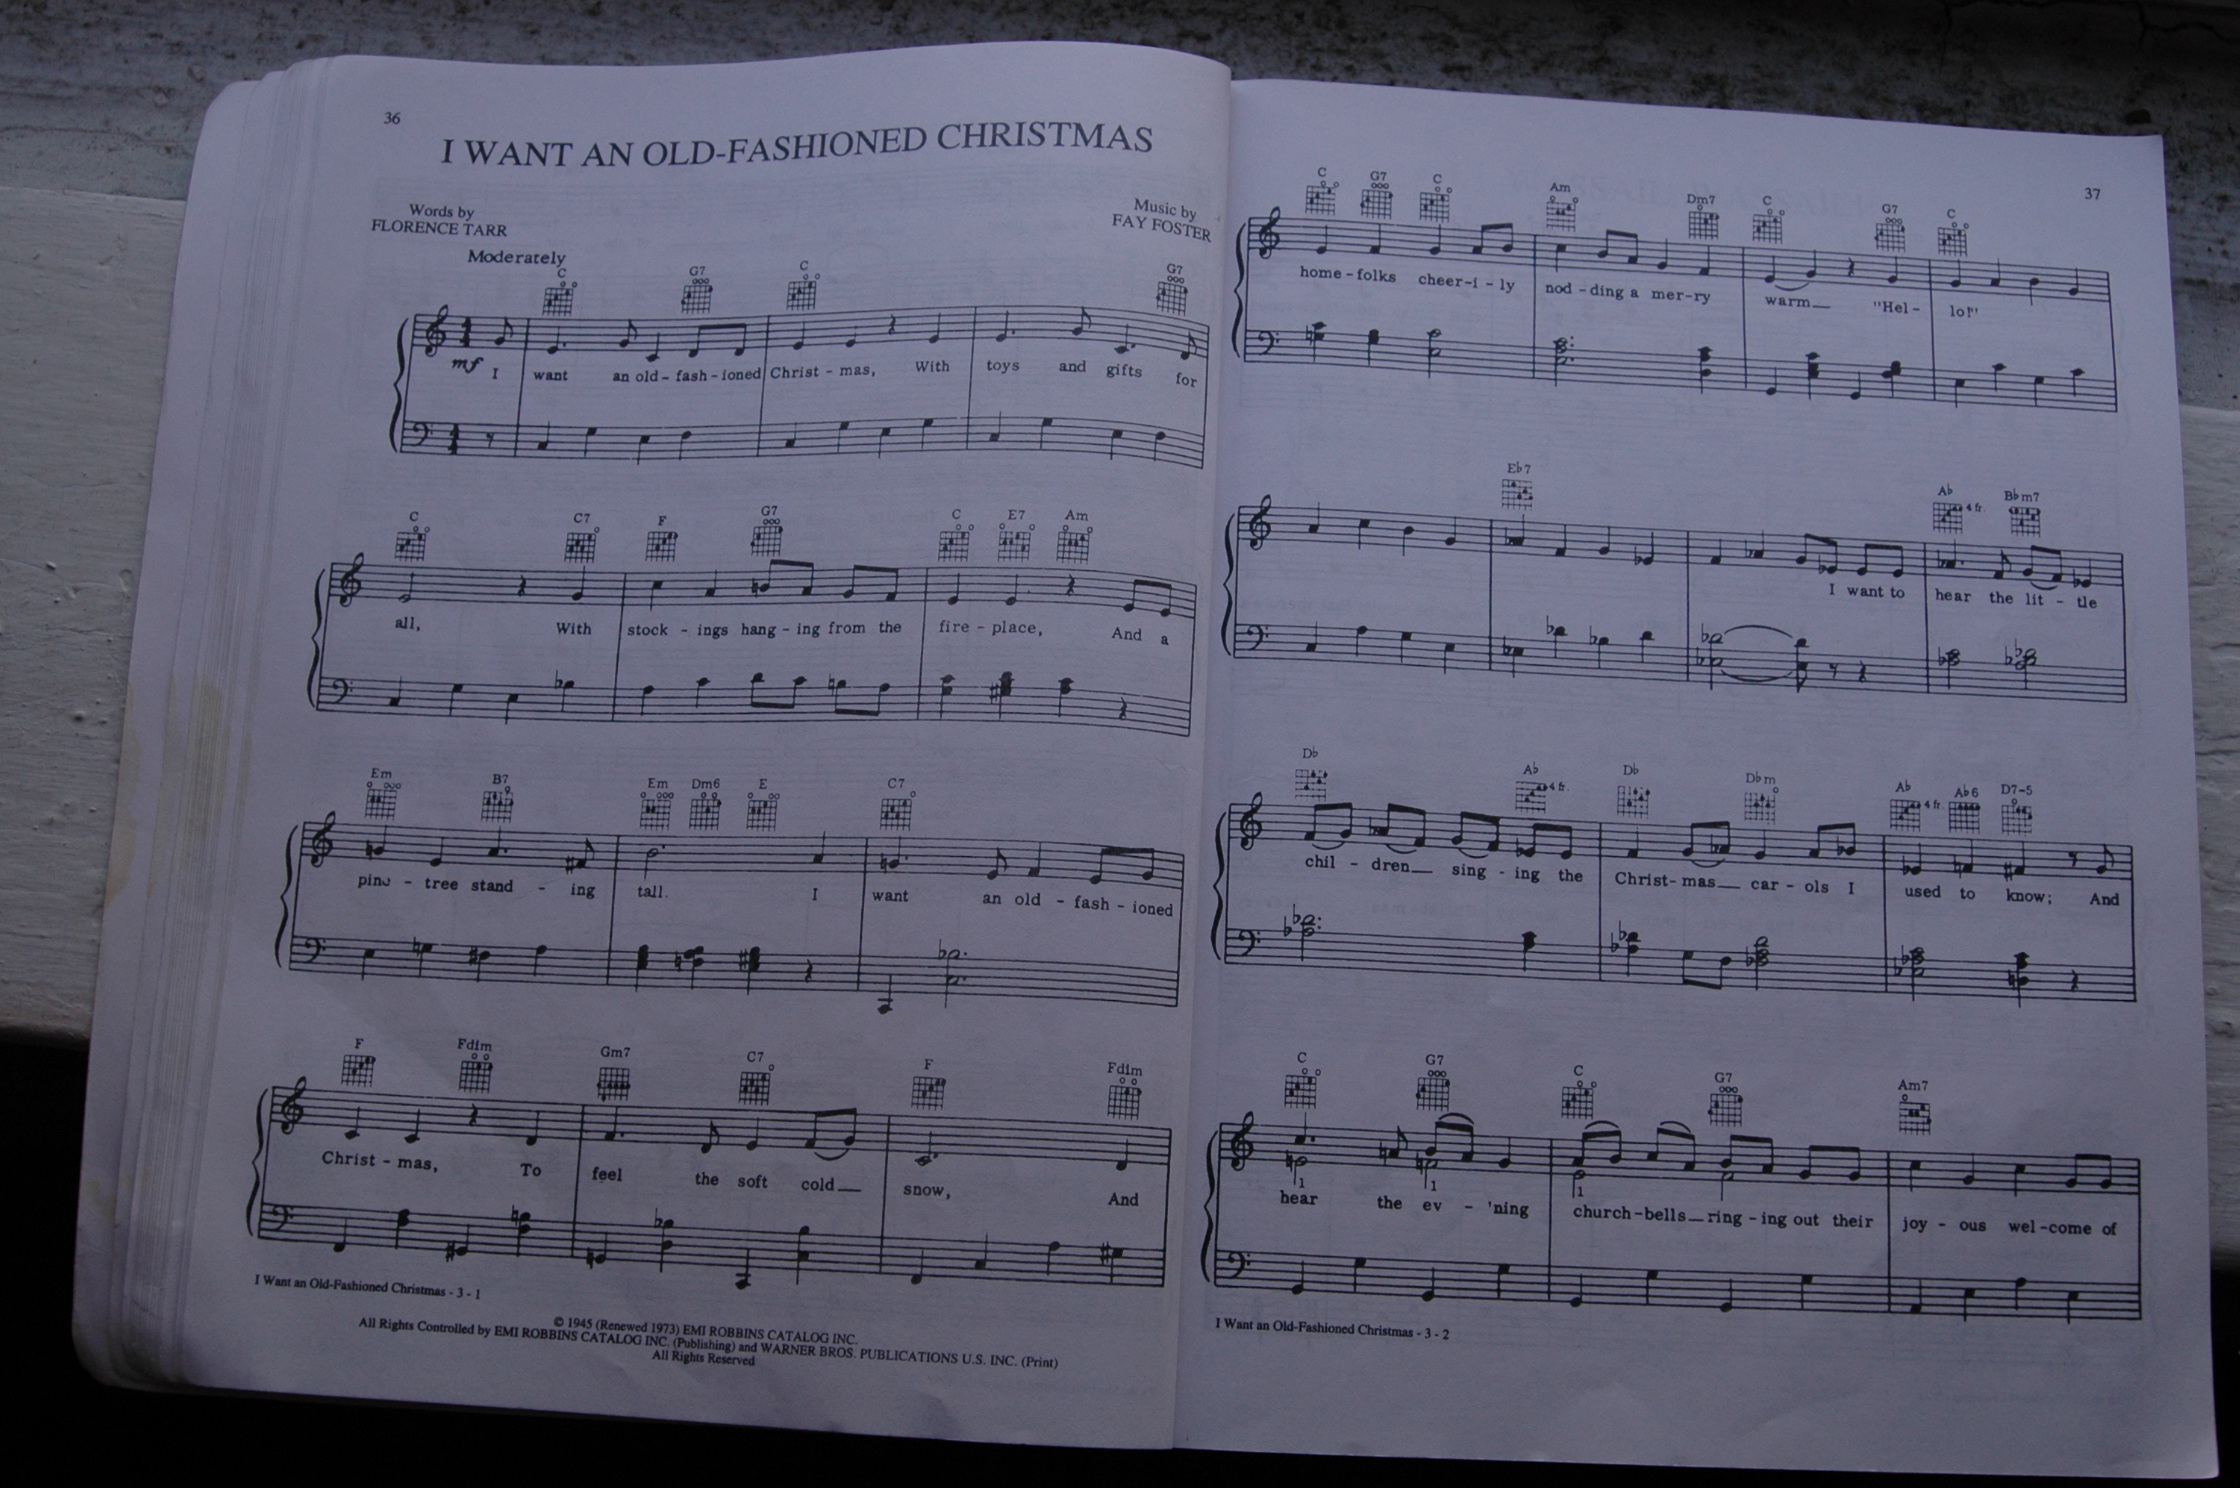 36
I WANT AN OLD-FASHIONED CHRISTMAS
Words by
FLORENCE TARR
Music by
FAY FOSTER
Moderately
C G7 C G7
mf I want an old - fash - ioned Christ - mas, With toys and gifts for
C C7 F G7 C E7 Am
all, With stock - ings hang - ing from the fire - place, And a
Em B7 Em Dm6 E C7
pine - tree stand - ing tall. I want an old - fash - ioned
F Fdim Gm7 C7 F Fdim
Christ - mas, To feel the soft cold snow, And
I Want an Old-Fashioned Christmas - 3 - 1
© 1945 (Renewed 1973) EMI ROBBINS CATALOG INC.
All Rights Controlled by EMI ROBBINS CATALOG INC. (Publishing) and WARNER BROS. PUBLICATIONS U.S. INC. (Print)
All Rights Reserved
37
C G7 C Am Dm7 C G7 C
home - folks cheer - i - ly nod - ding a mer - ry warm "Hel - lo!"
E♭7 A♭ 4 fr. B♭m7
I want to hear the lit - tle
D♭ A♭ 4 fr. D♭ D♭m A♭ 4 fr. A♭6 D7-5
chil - dren sing - ing the Christ - mas car - ols I used to know; And
C G7 C G7 Am7
hear the ev - 'ning church - bells ring - ing out their joy - ous wel - come of
I Want an Old-Fashioned Christmas - 3 - 2